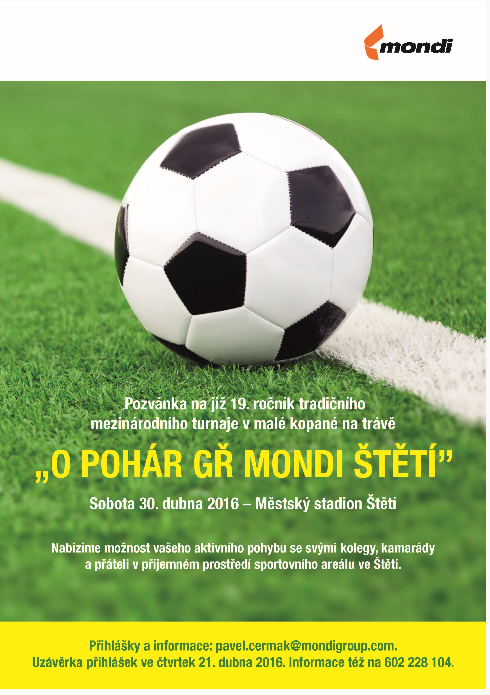 mondi
Pozvánka na již 19. ročník tradičního
mezinárodního turnaje v malé kopané na trávě
„O POHÁR GŘ MONDI ŠTĚTÍ”
Sobota 30. dubna 2016 – Městský stadion Štětí
Nabízíme možnost vašeho aktivního pohybu se svými kolegy, kamarády
a přáteli v příjemném prostředí sportovního areálu ve Štětí.
Přihlášky a informace: pavel.cermak@mondigroup.com.
Uzávěrka přihlášek ve čtvrtek 21. dubna 2016. Informace též na 602 228 104.